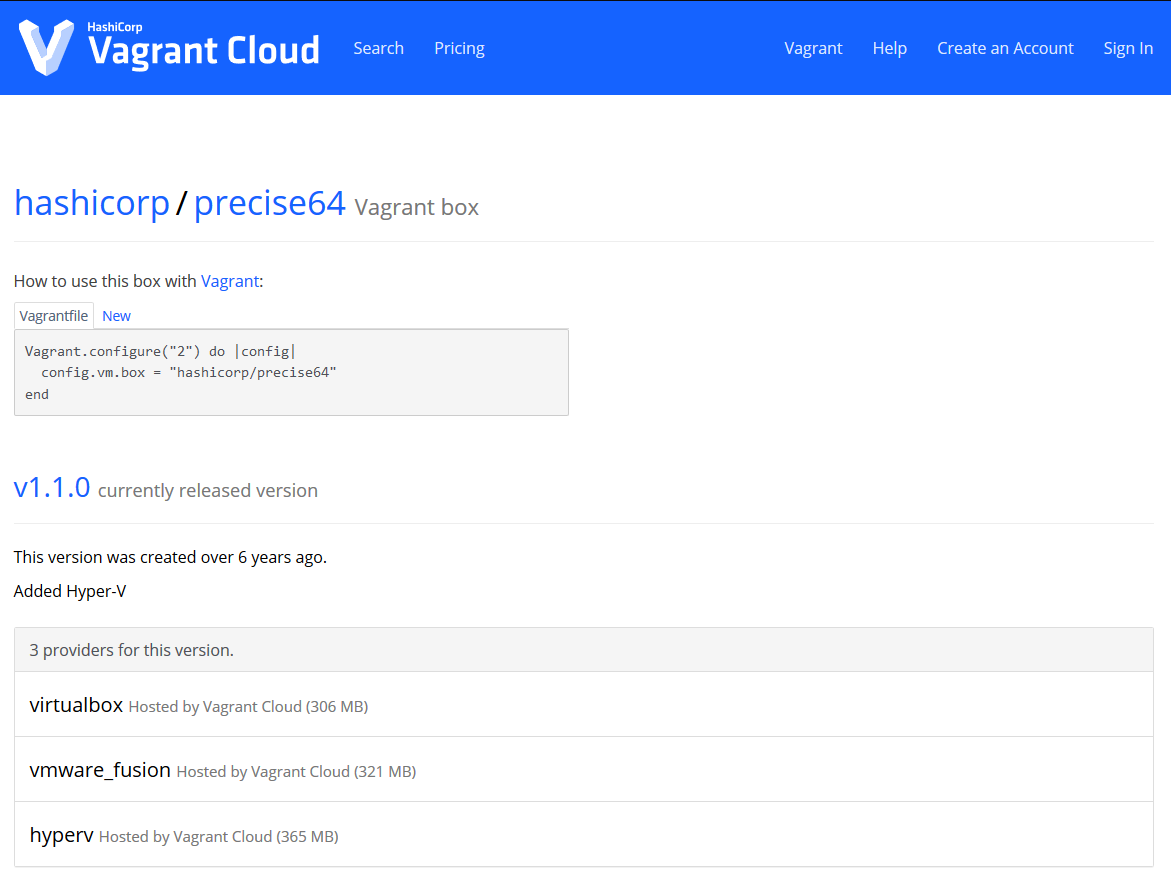 HashiCorp
Vagrant Cloud
Search Pricing Vagrant Help Create an Account Sign In
hashicorp / precise64 Vagrant box
How to use this box with Vagrant:
Vagrantfile New
Vagrant.configure("2") do |config|
  config.vm.box = "hashicorp/precise64"
end
v1.1.0 currently released version
This version was created over 6 years ago.
Added Hyper-V
3 providers for this version.
virtualbox Hosted by Vagrant Cloud (306 MB)
vmware_fusion Hosted by Vagrant Cloud (321 MB)
hyperv Hosted by Vagrant Cloud (365 MB)